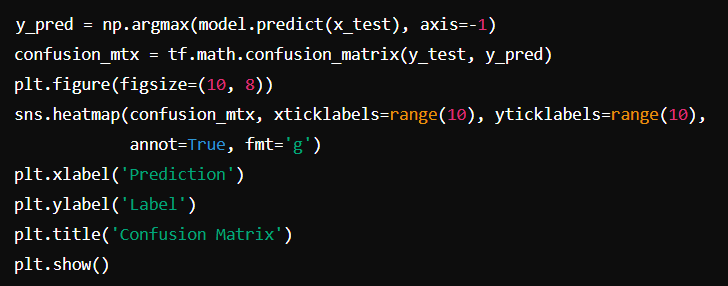 y_pred = np.argmax(model.predict(x_test), axis=-1)
confusion_mtx = tf.math.confusion_matrix(y_test, y_pred)
plt.figure(figsize=(10, 8))
sns.heatmap(confusion_mtx, xticklabels=range(10), yticklabels=range(10),
            annot=True, fmt='g')
plt.xlabel('Prediction')
plt.ylabel('Label')
plt.title('Confusion Matrix')
plt.show()